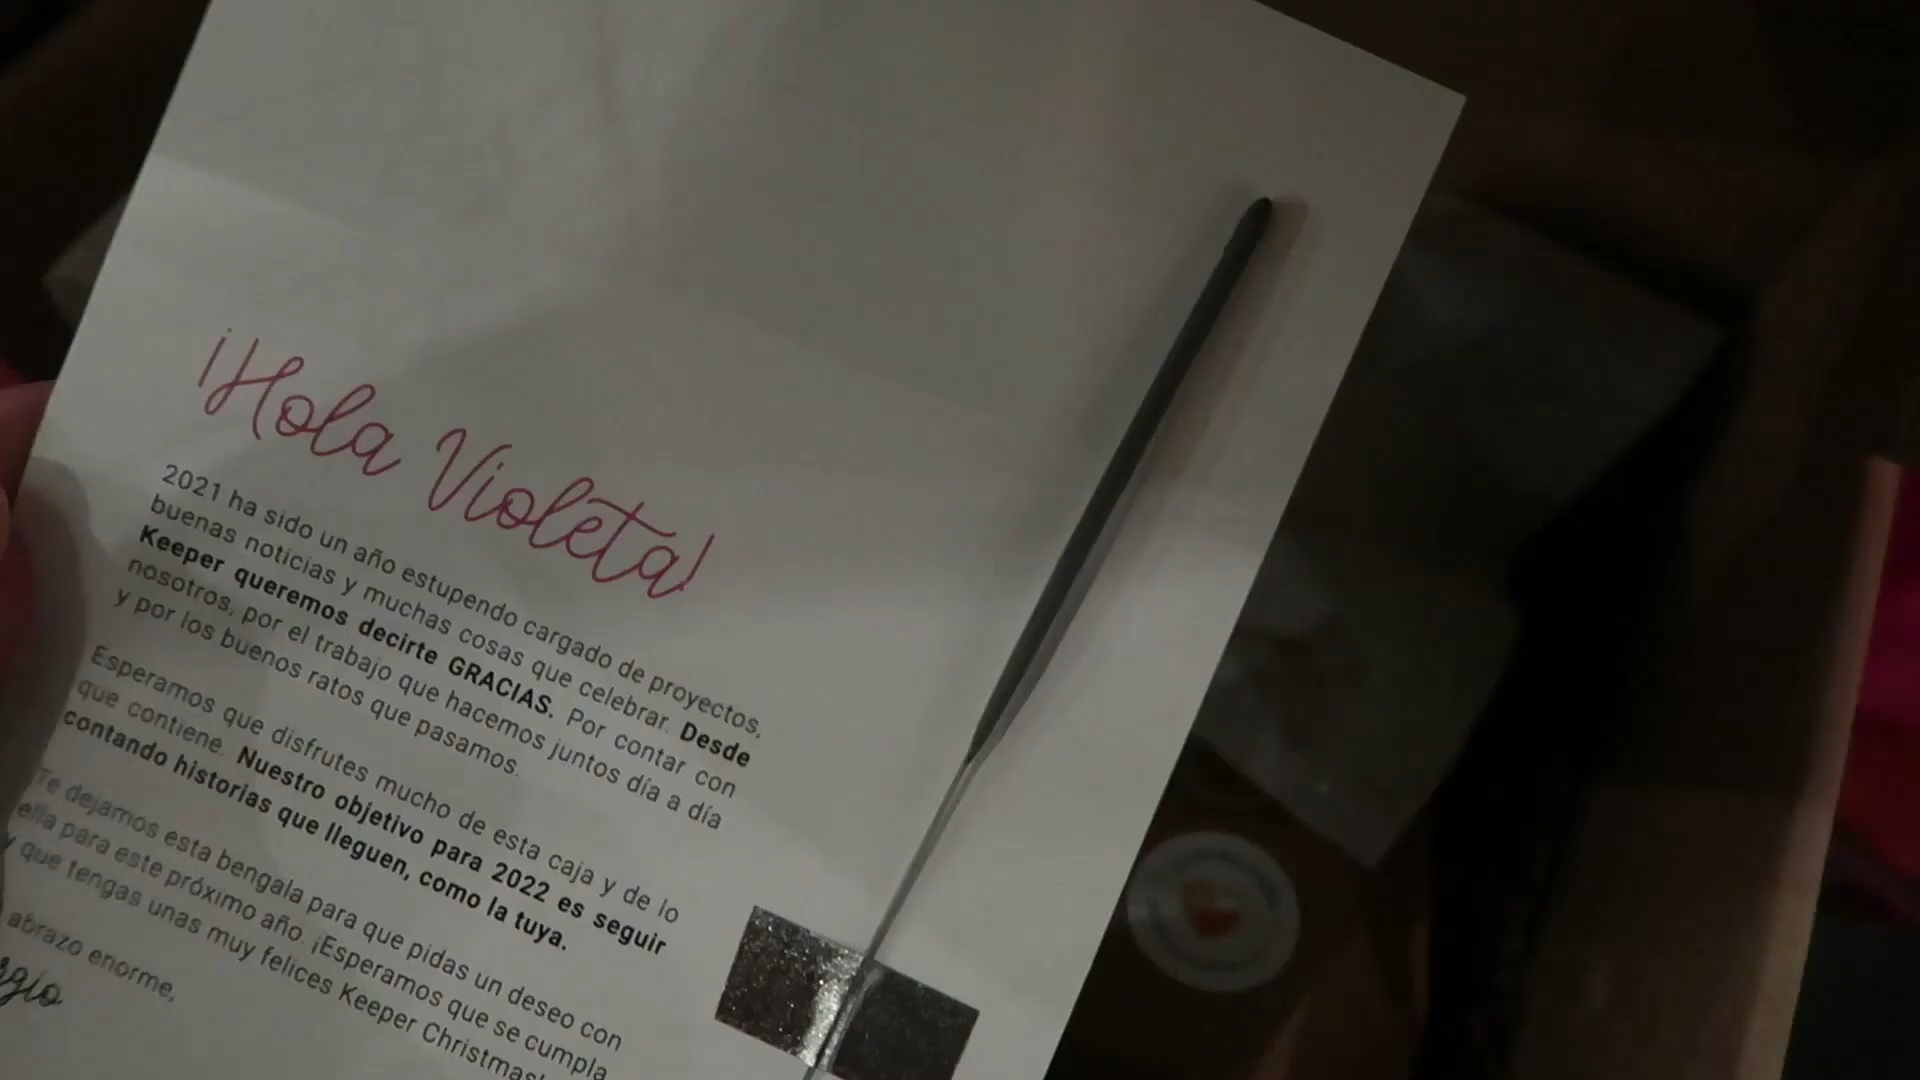 ¡Hola Violeta!
2021 ha sido un año estupendo cargado de proyectos,
buenas noticias y muchas cosas que celebrar. Desde
Keeper queremos decirte GRACIAS. Por contar con
nosotros, por el trabajo que hacemos juntos día a día
y por los buenos ratos que pasamos.
Esperamos que disfrutes mucho de esta caja y de lo
que contiene. Nuestro objetivo para 2022 es seguir
contando historias que lleguen, como la tuya.
Te dejamos esta bengala para que pidas un deseo con
ella para este próximo año. ¡Esperamos que se cumpla
y que tengas unas muy felices Keeper Christmas!
abrazo enorme,